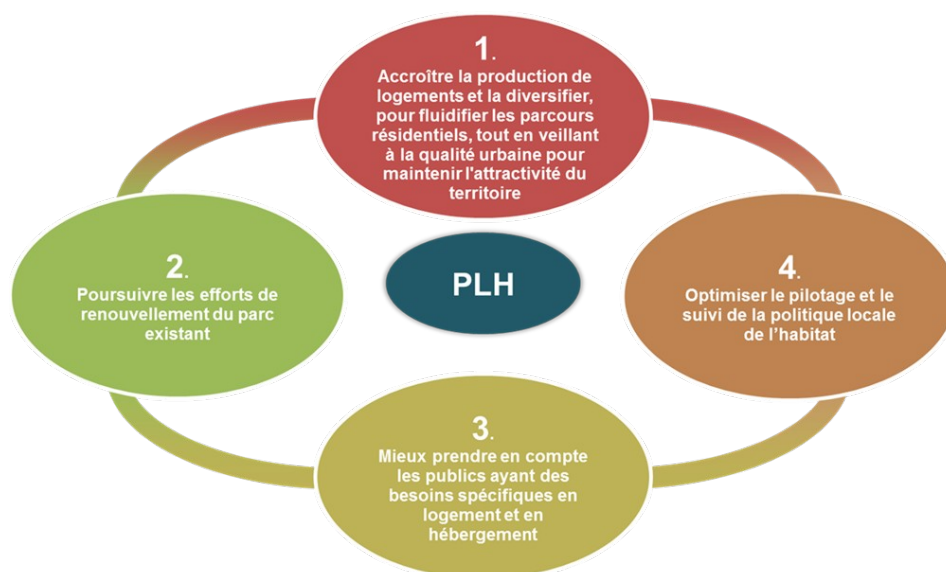 1.
Accroître la production de
logements et la diversifier,
pour fluidifier les parcours
résidentiels, tout en veillant
à la qualité urbaine pour
maintenir l'attractivité du
territoire
2.
Poursuivre les efforts de
renouvellement du parc
existant
PLH
4.
Optimiser le pilotage et le
suivi de la politique locale
de l’habitat
3.
Mieux prendre en compte
les publics ayant des
besoins spécifiques en
logement et en
hébergement